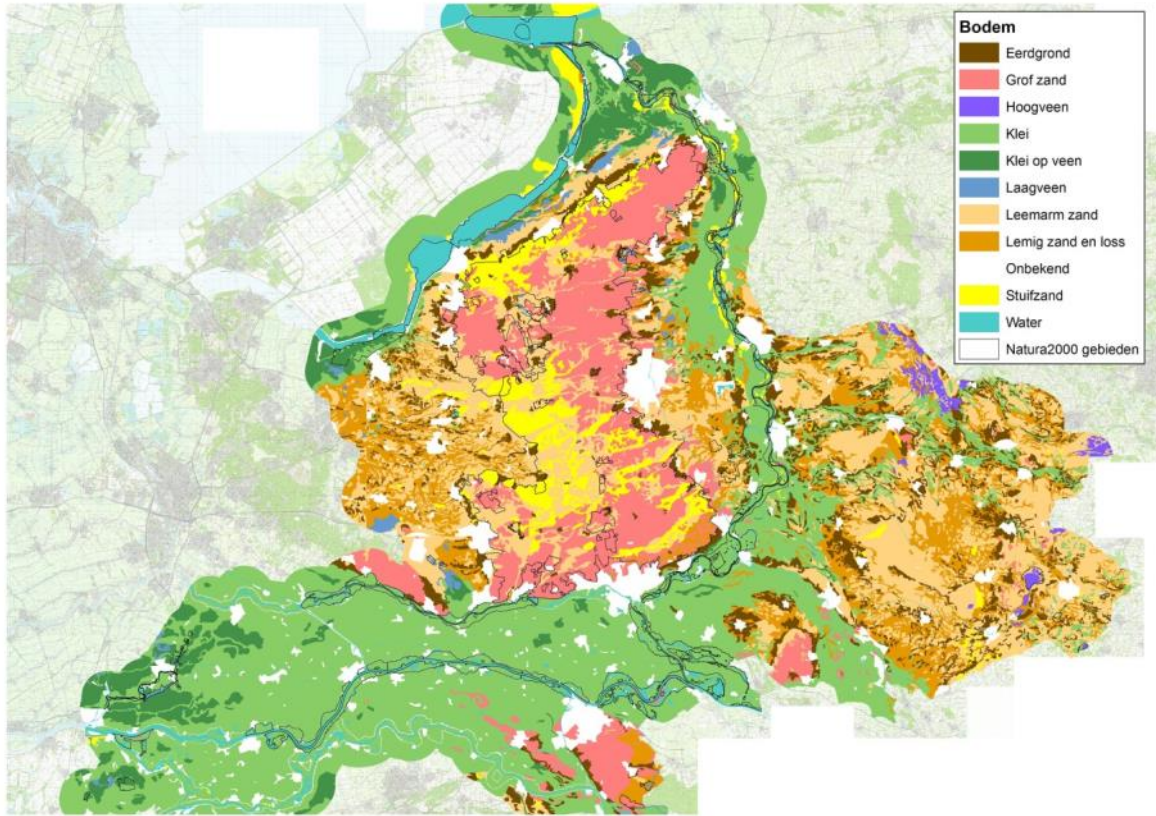 Bodem
Eerdgrond
Grof zand
Hoogveen
Klei
Klei op veen
Laagveen
Leemarm zand
Lemig zand en loss
Onbekend
Stuifzand
Water
Natura2000 gebieden